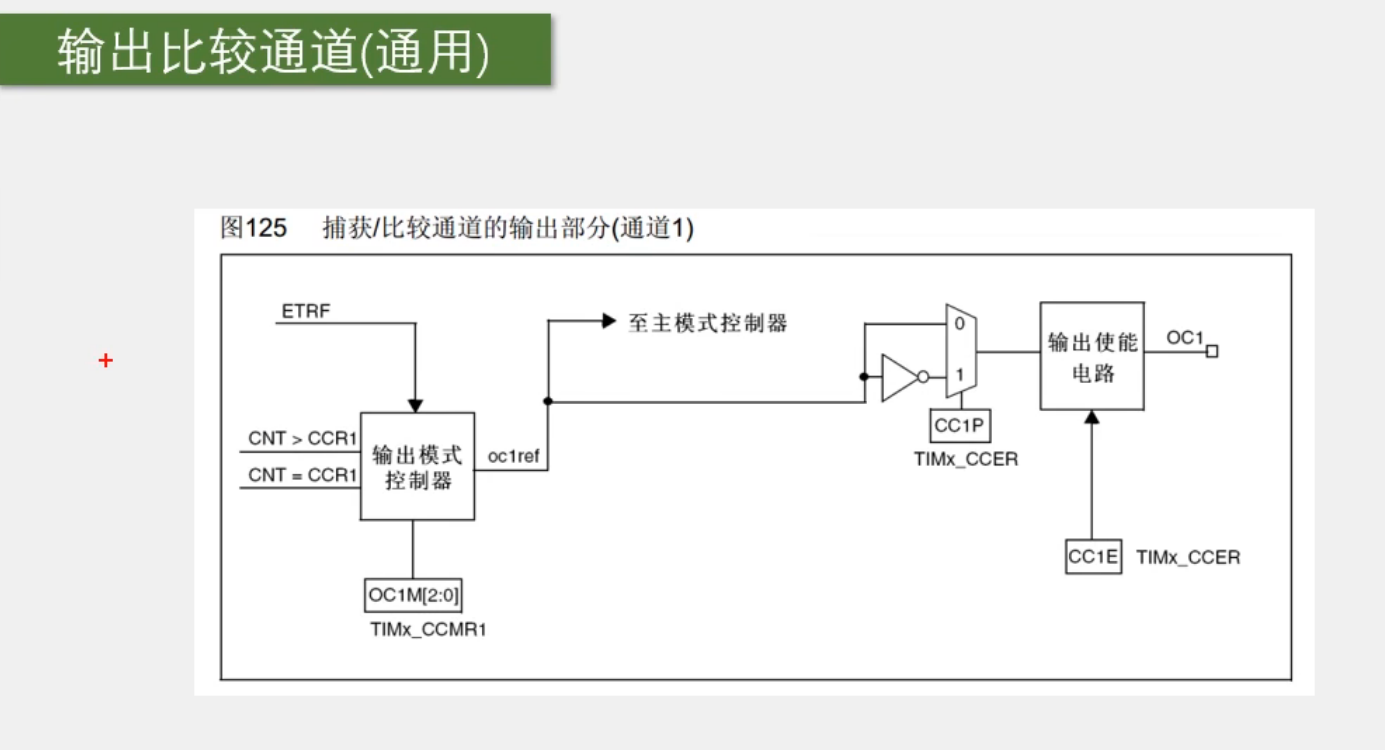 输出比较通道(通用)
图125 捕获/比较通道的输出部分(通道1)
ETRF
至主模式控制器
0
1
输出使能
电路
OC1
CC1P
TIMx_CCER
CNT > CCR1
CNT = CCR1
输出模式
控制器
oc1ref
CC1E TIMx_CCER
OC1M[2:0]
TIMx_CCMR1